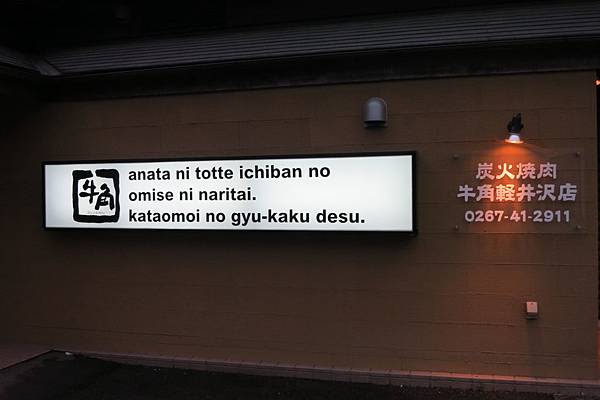 牛角
anata ni totte ichiban no
omise ni naritai.
kataomoi no gyu-kaku desu.
炭火焼肉
牛角軽井沢店
0267-41-2911